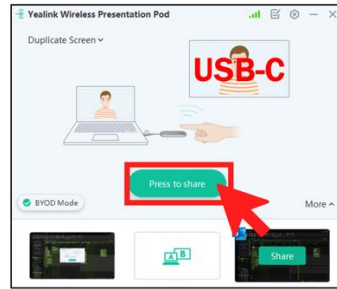 Yealink Wireless Presentation Pod
Duplicate Screen
USB-C
Press to share
BYOD Mode
More
A B
Share